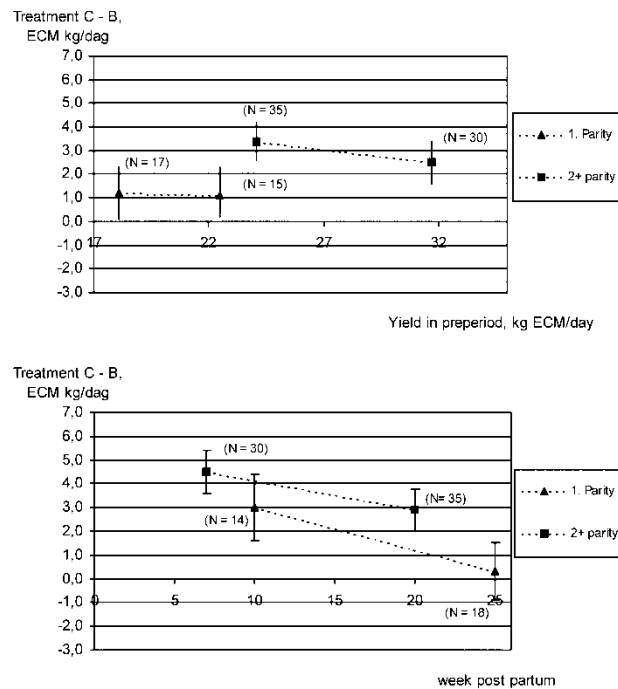 Treatment C - B,
ECM kg/dag
7,0
6,0
5,0
4,0
3,0
2,0
1,0
0,0
-1,0
-2,0
-3,0
17
22
27
32
(N = 35)
(N = 30)
(N = 17)
(N = 15)
1. Parity
2+ parity
Yield in preperiod, kg ECM/day
Treatment C - B,
ECM kg/dag
7,0
6,0
5,0
4,0
3,0
2,0
1,0
0,0
-1,0
-2,0
-3,0
0
5
10
15
20
25
(N = 30)
(N = 35)
(N = 14)
(N = 18)
1. Parity
2+ parity
week post partum